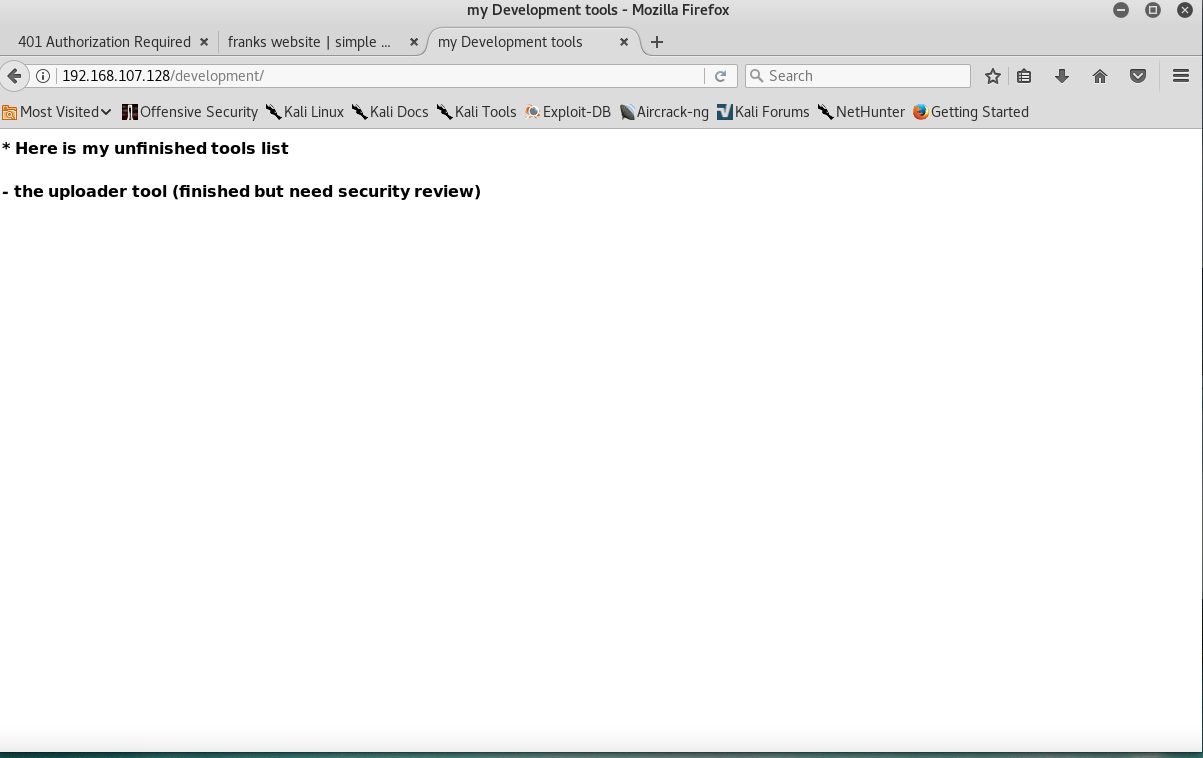 my Development tools - Mozilla Firefox
401 Authorization Required
franks website | simple ...
my Development tools
192.168.107.128/development/
Search
Most Visited
Offensive Security
Kali Linux
Kali Docs
Kali Tools
Exploit-DB
Aircrack-ng
Kali Forums
NetHunter
Getting Started
* Here is my unfinished tools list
- the uploader tool (finished but need security review)